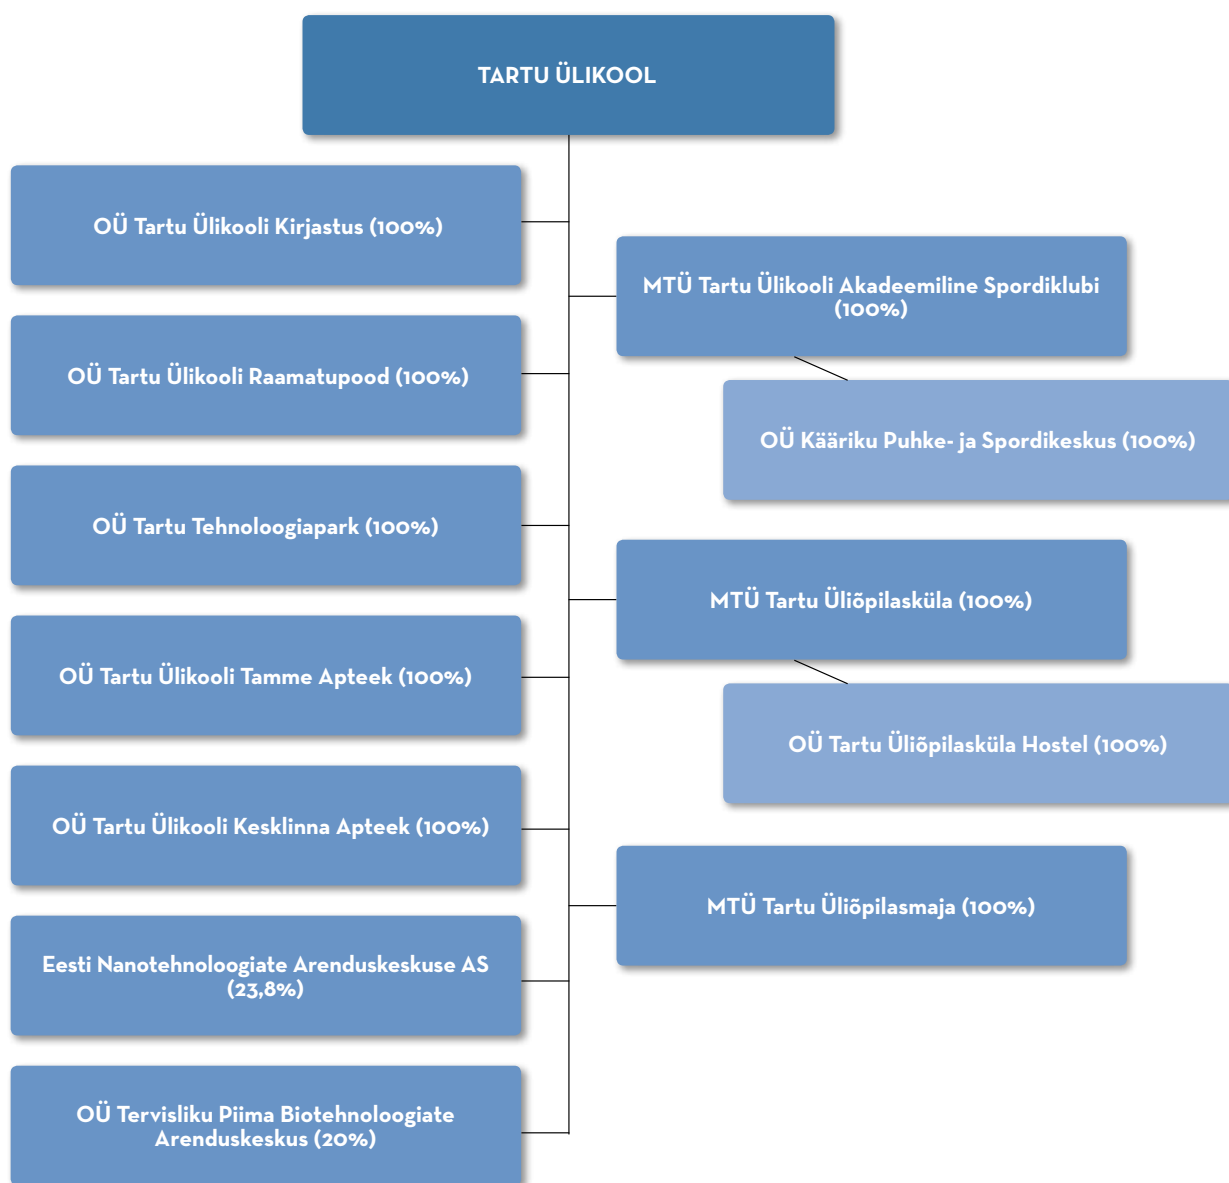 TARTU ÜLIKOOL
OÜ Tartu Ülikooli Kirjastus (100%)
OÜ Tartu Ülikooli Raamatupood (100%)
OÜ Tartu Tehnoloogiapark (100%)
OÜ Tartu Ülikooli Tamme Apteek (100%)
OÜ Tartu Ülikooli Kesklinna Apteek (100%)
Eesti Nanotehnoloogiate Arenduskeskuse AS
(23,8%)
OÜ Tervisliku Piima Biotehnoloogiate
Arenduskeskus (20%)
MTÜ Tartu Ülikooli Akadeemiline Spordiklubi
(100%)
OÜ Kääriku Puhke- ja Spordikeskus (100%)
MTÜ Tartu Üliõpilasküla (100%)
OÜ Tartu Üliõpilasküla Hostel (100%)
MTÜ Tartu Üliõpilasmaja (100%)